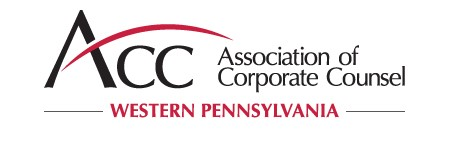 ACC Association of
Corporate Counsel
WESTERN PENNSYLVANIA